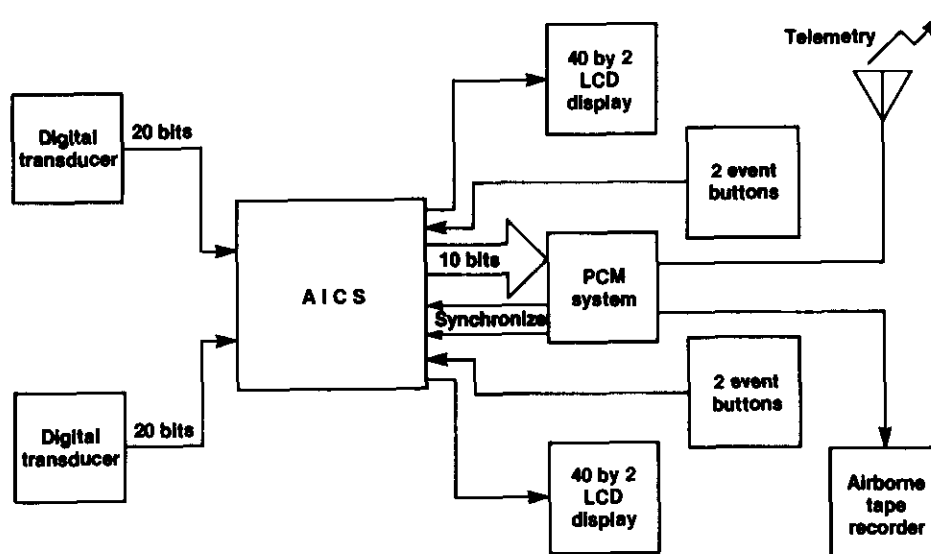 Telemetry
40 by 2
LCD
display
Digital
transducer
20 bits
2 event
buttons
AICS
10 bits
PCM
system
Synchronize
2 event
buttons
Digital
transducer
20 bits
40 by 2
LCD
display
Airborne
tape
recorder